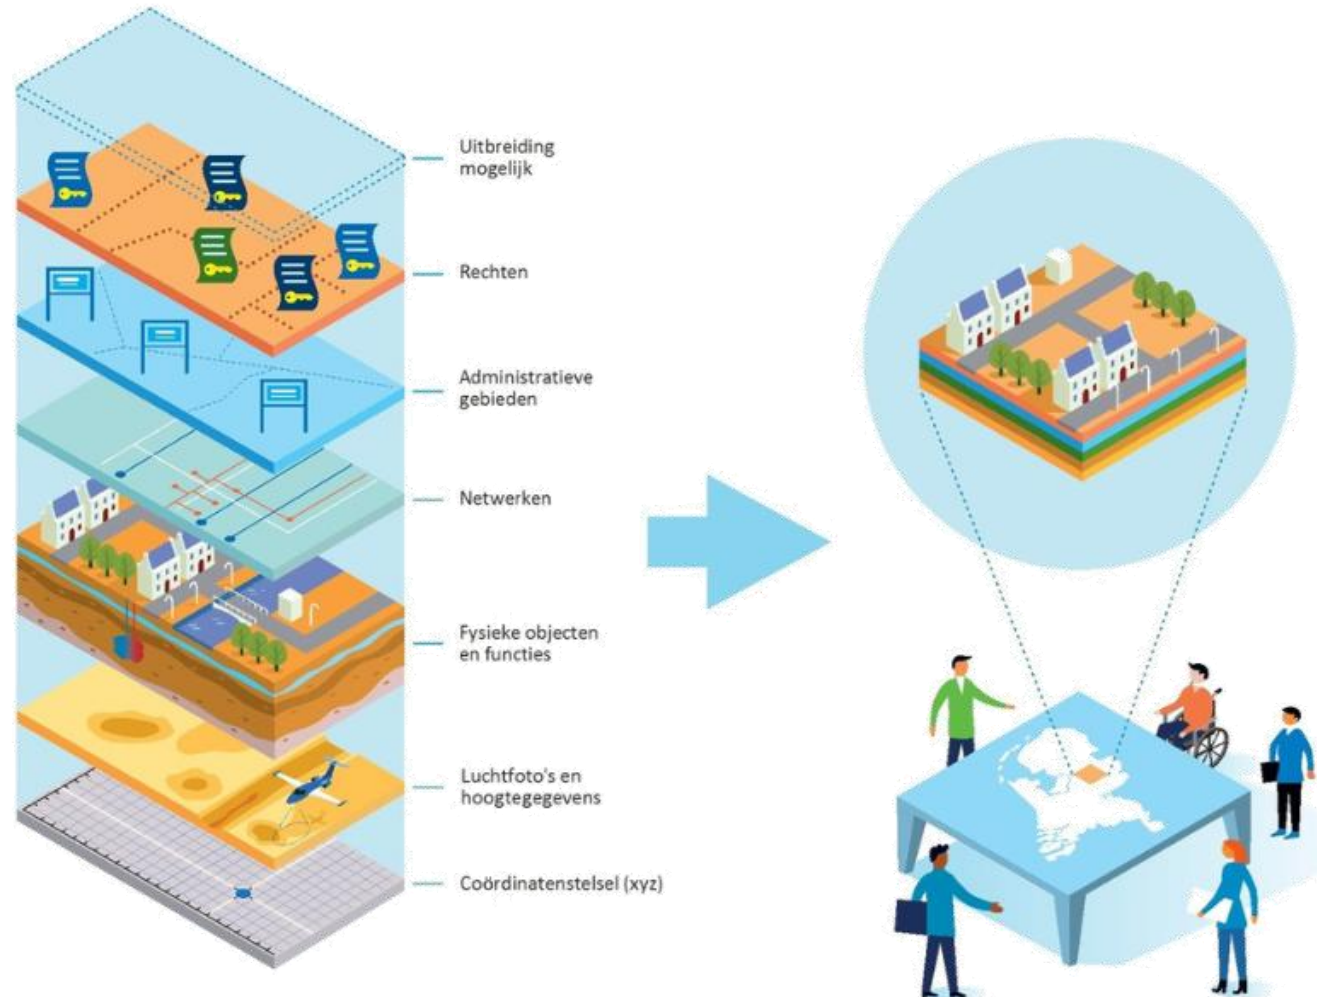 Uitbreiding
mogelijk
Rechten
Administratieve
gebieden
Netwerken
Fysieke objecten
en functies
Luchtfoto's en
hoogtegegevens
Coördinatenstelsel (xyz)